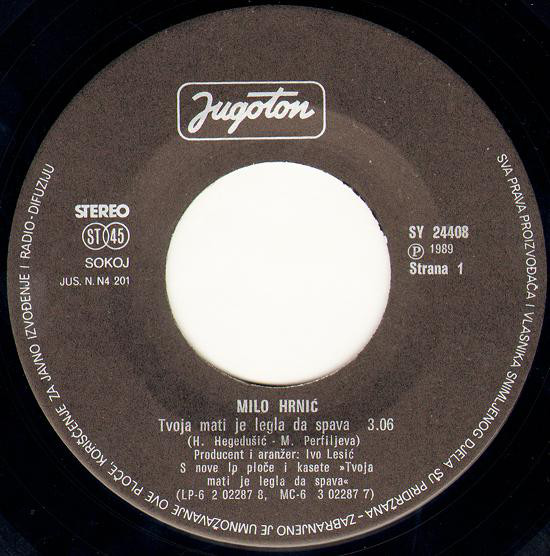 Jugoton
STEREO
ST 45
SOKOJ
JUS. N. N4 201
SY 24408
Ⓟ 1989
Strana 1
MILO HRNIĆ
Tvoja mati je legla da spava 3.06
(H. Hegedušić - M. Perfiljeva)
Producent i aranžer: Ivo Lesić
S nove lp ploče i kasete »Tvoja
mati je legla da spava«
(LP-6 2 02287 8, MC-6 3 02287 7)
SVA PRAVA PROIZVOĐAČA I VLASNIKA SNIMLJENOG DJELA SU PRIDRŽANA - ZABRANJENO JE UMNOŽAVANJE OVE PLOČE, KORIŠĆENJE ZA JAVNO IZVOĐENJE I RADIO-DIFUZIJU